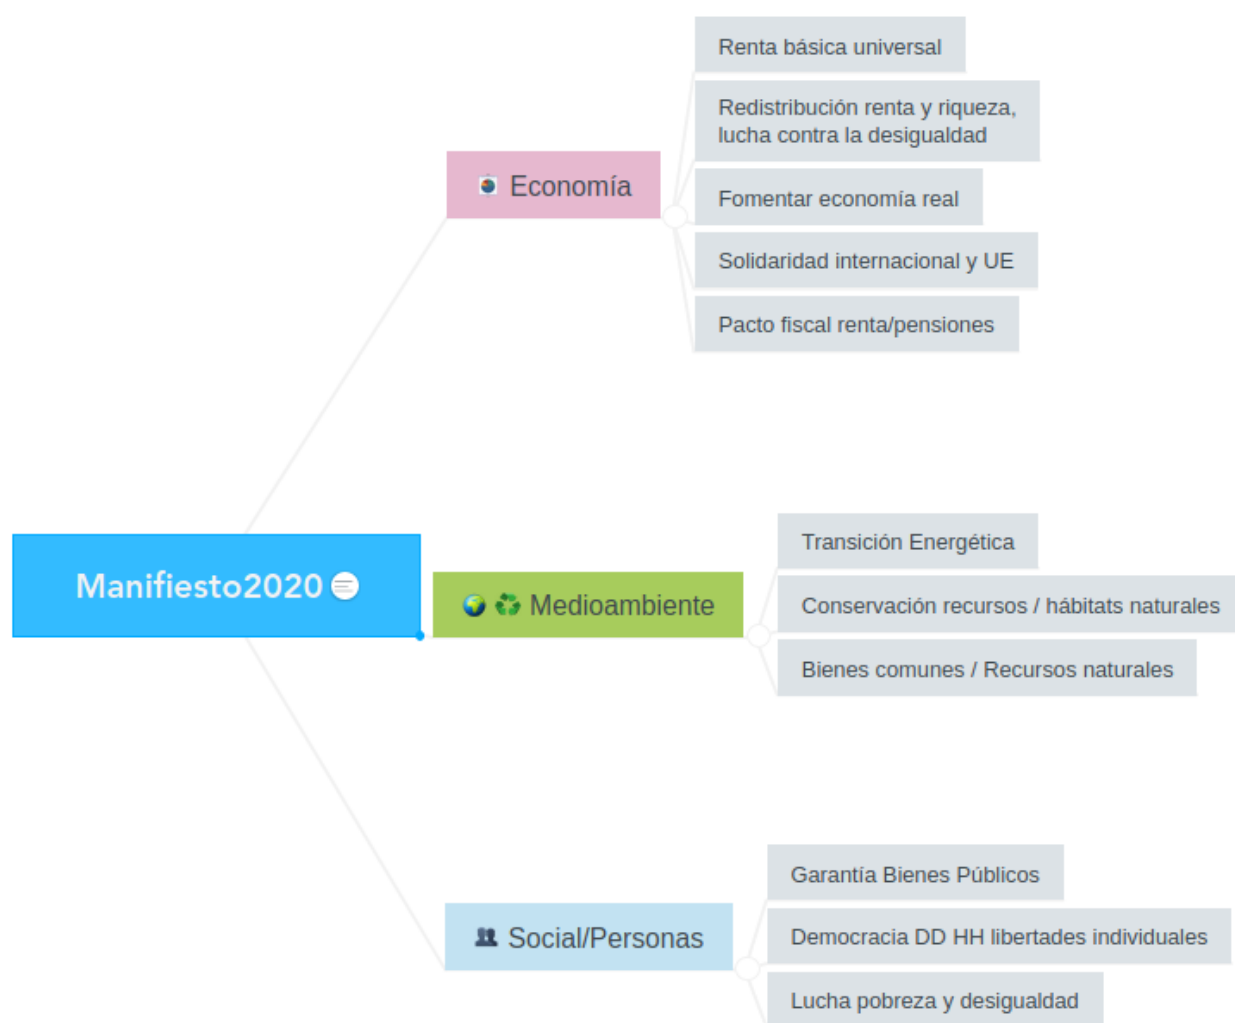 Renta básica universal
Redistribución renta y riqueza,
lucha contra la desigualdad
Economía
Fomentar economía real
Solidaridad internacional y UE
Pacto fiscal renta/pensiones
Manifiesto2020
Transición Energética
Medioambiente
Conservación recursos / hábitats naturales
Bienes comunes / Recursos naturales
Garantía Bienes Públicos
Social/Personas
Democracia DD HH libertades individuales
Lucha pobreza y desigualdad